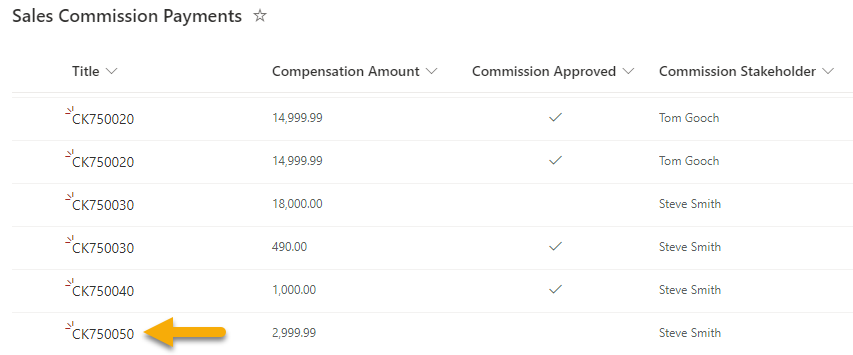 Sales Commission Payments
Title Compensation Amount Commission Approved Commission Stakeholder
CK750020 14,999.99 Tom Gooch
CK750020 14,999.99 Tom Gooch
CK750030 18,000.00 Steve Smith
CK750030 490.00 Steve Smith
CK750040 1,000.00 Steve Smith
CK750050 2,999.99 Steve Smith